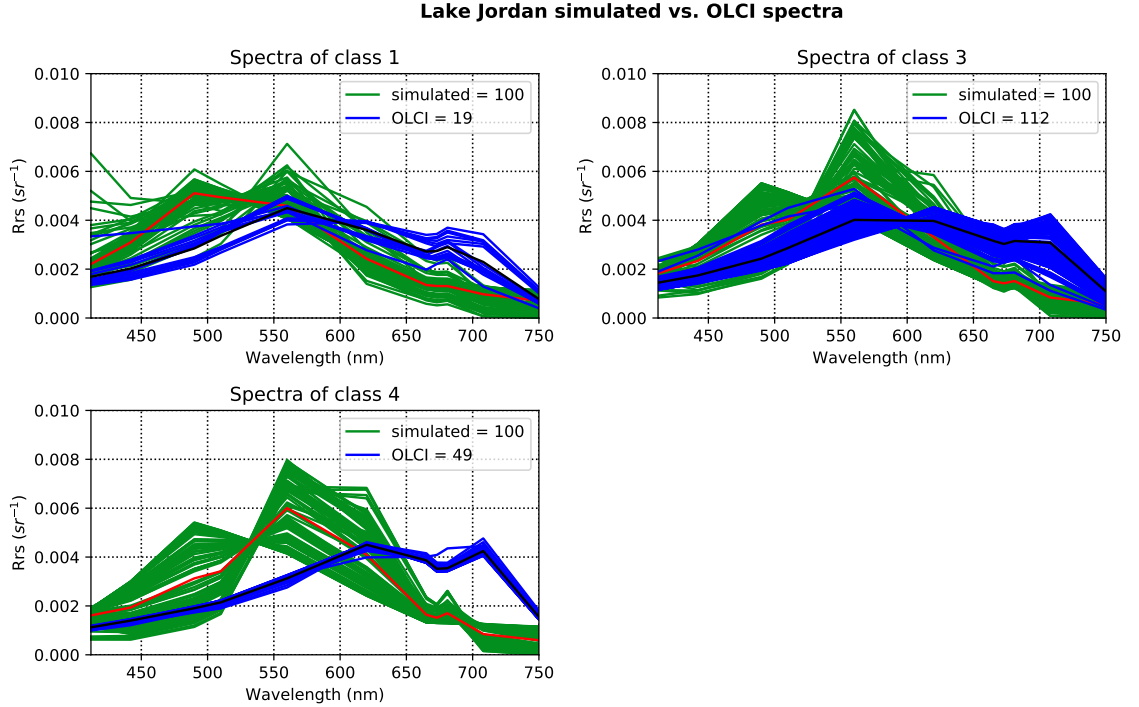 Lake Jordan simulated vs. OLCI spectra
Spectra of class 1
0.010
0.008
0.006
0.004
0.002
0.000
Rrs (sr⁻¹)
simulated = 100
OLCI = 19
450 500 550 600 650 700 750
Wavelength (nm)
Spectra of class 3
0.010
0.008
0.006
0.004
0.002
0.000
Rrs (sr⁻¹)
simulated = 100
OLCI = 112
450 500 550 600 650 700 750
Wavelength (nm)
Spectra of class 4
0.010
0.008
0.006
0.004
0.002
0.000
Rrs (sr⁻¹)
simulated = 100
OLCI = 49
450 500 550 600 650 700 750
Wavelength (nm)